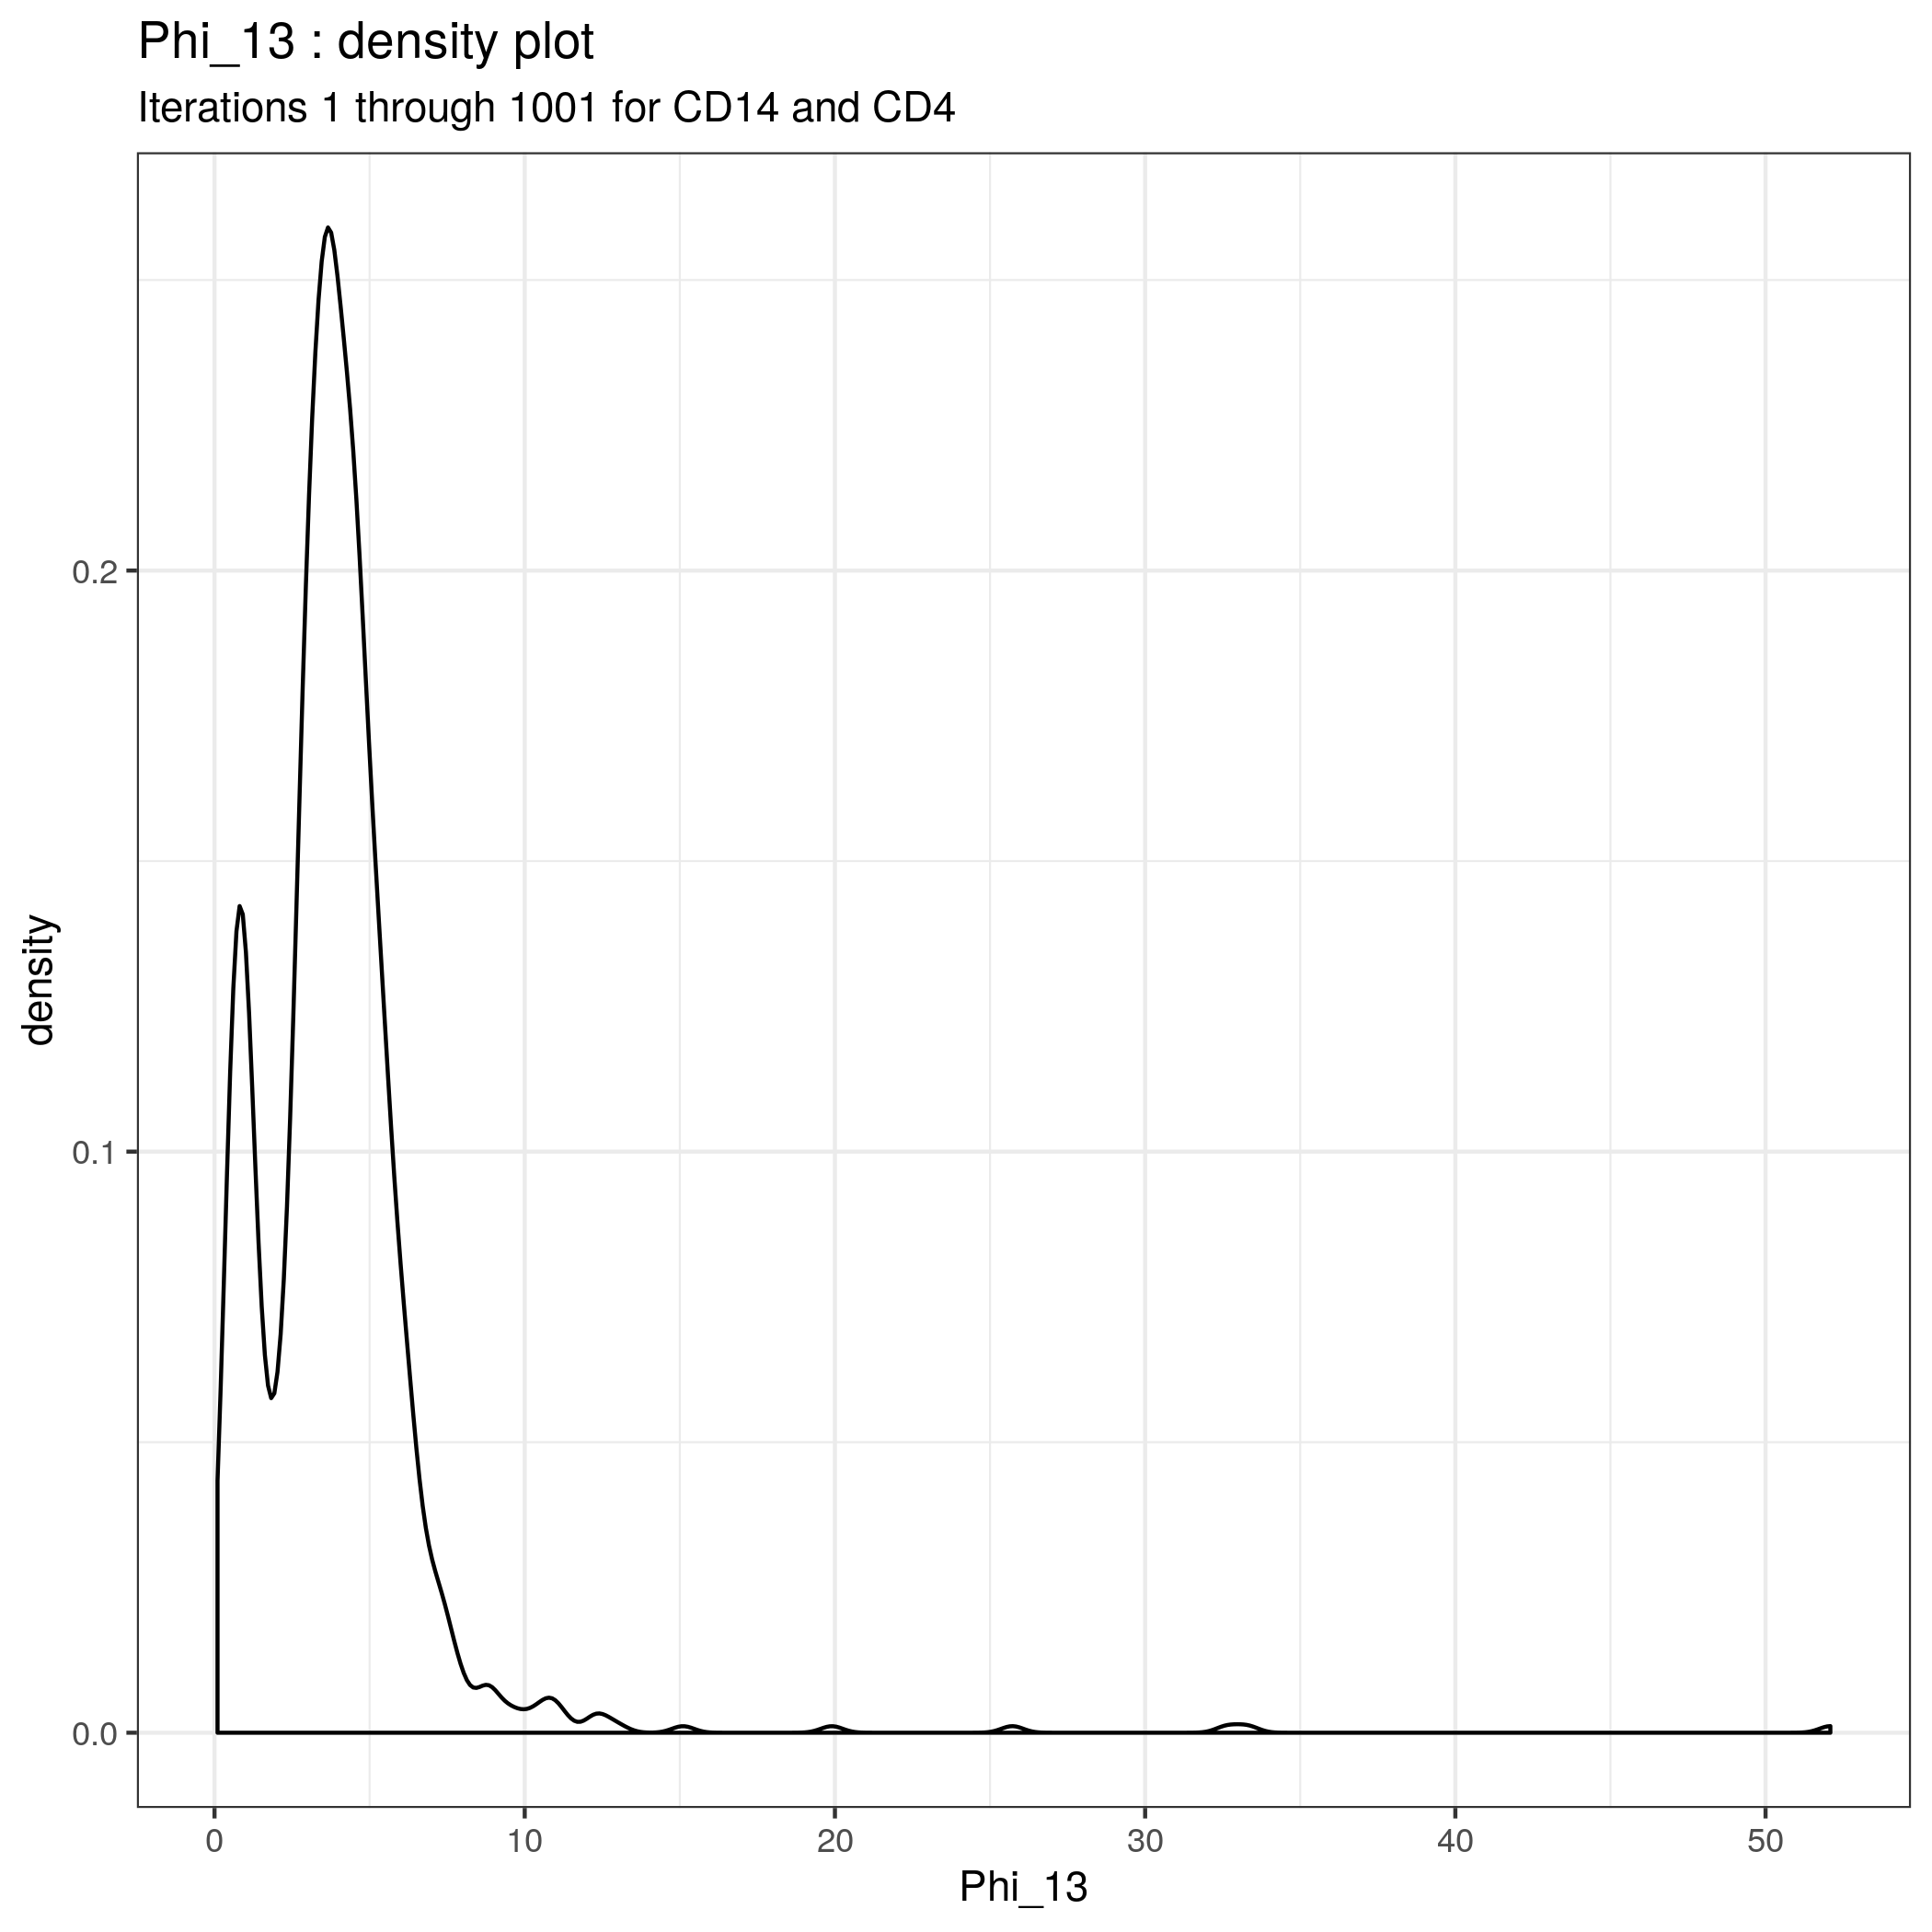 Phi_13 : density plot
Iterations 1 through 1001 for CD14 and CD4
density
0.2
0.1
0.0
0 10 20 30 40 50
Phi_13